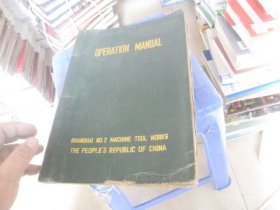 OPERATION MANUAL
SHANGHAI NO.2 MACHINE TOOL WORKS
THE PEOPLE'S REPUBLIC OF CHINA